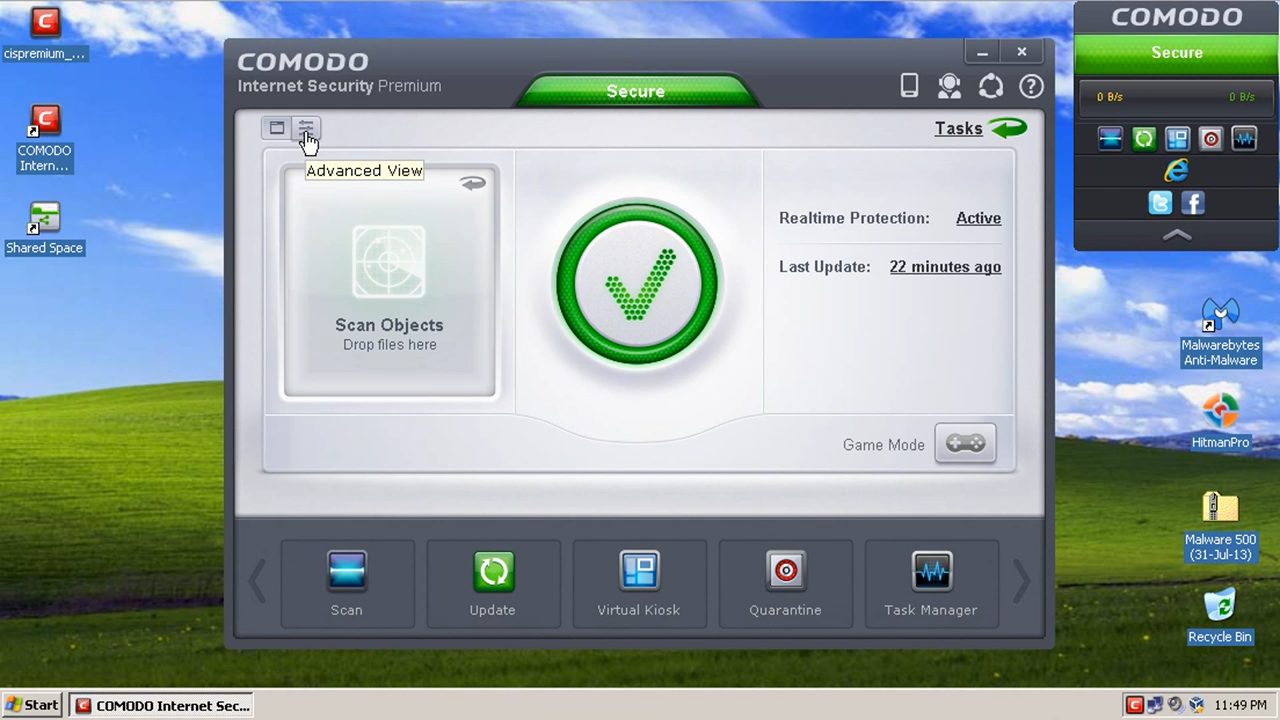 cispremium_...
COMODO
Intern...
Shared Space
COMODO
Internet Security Premium
Secure
Tasks
Advanced View
Scan Objects
Drop files here
Realtime Protection: Active
Last Update: 22 minutes ago
Game Mode
Scan
Update
Virtual Kiosk
Quarantine
Task Manager
COMODO
Secure
0 B/s 0 B/s
Malwarebytes
Anti-Malware
HitmanPro
Malware 500
(31-Jul-13)
Recycle Bin
Start
COMODO Internet Sec...
11:49 PM